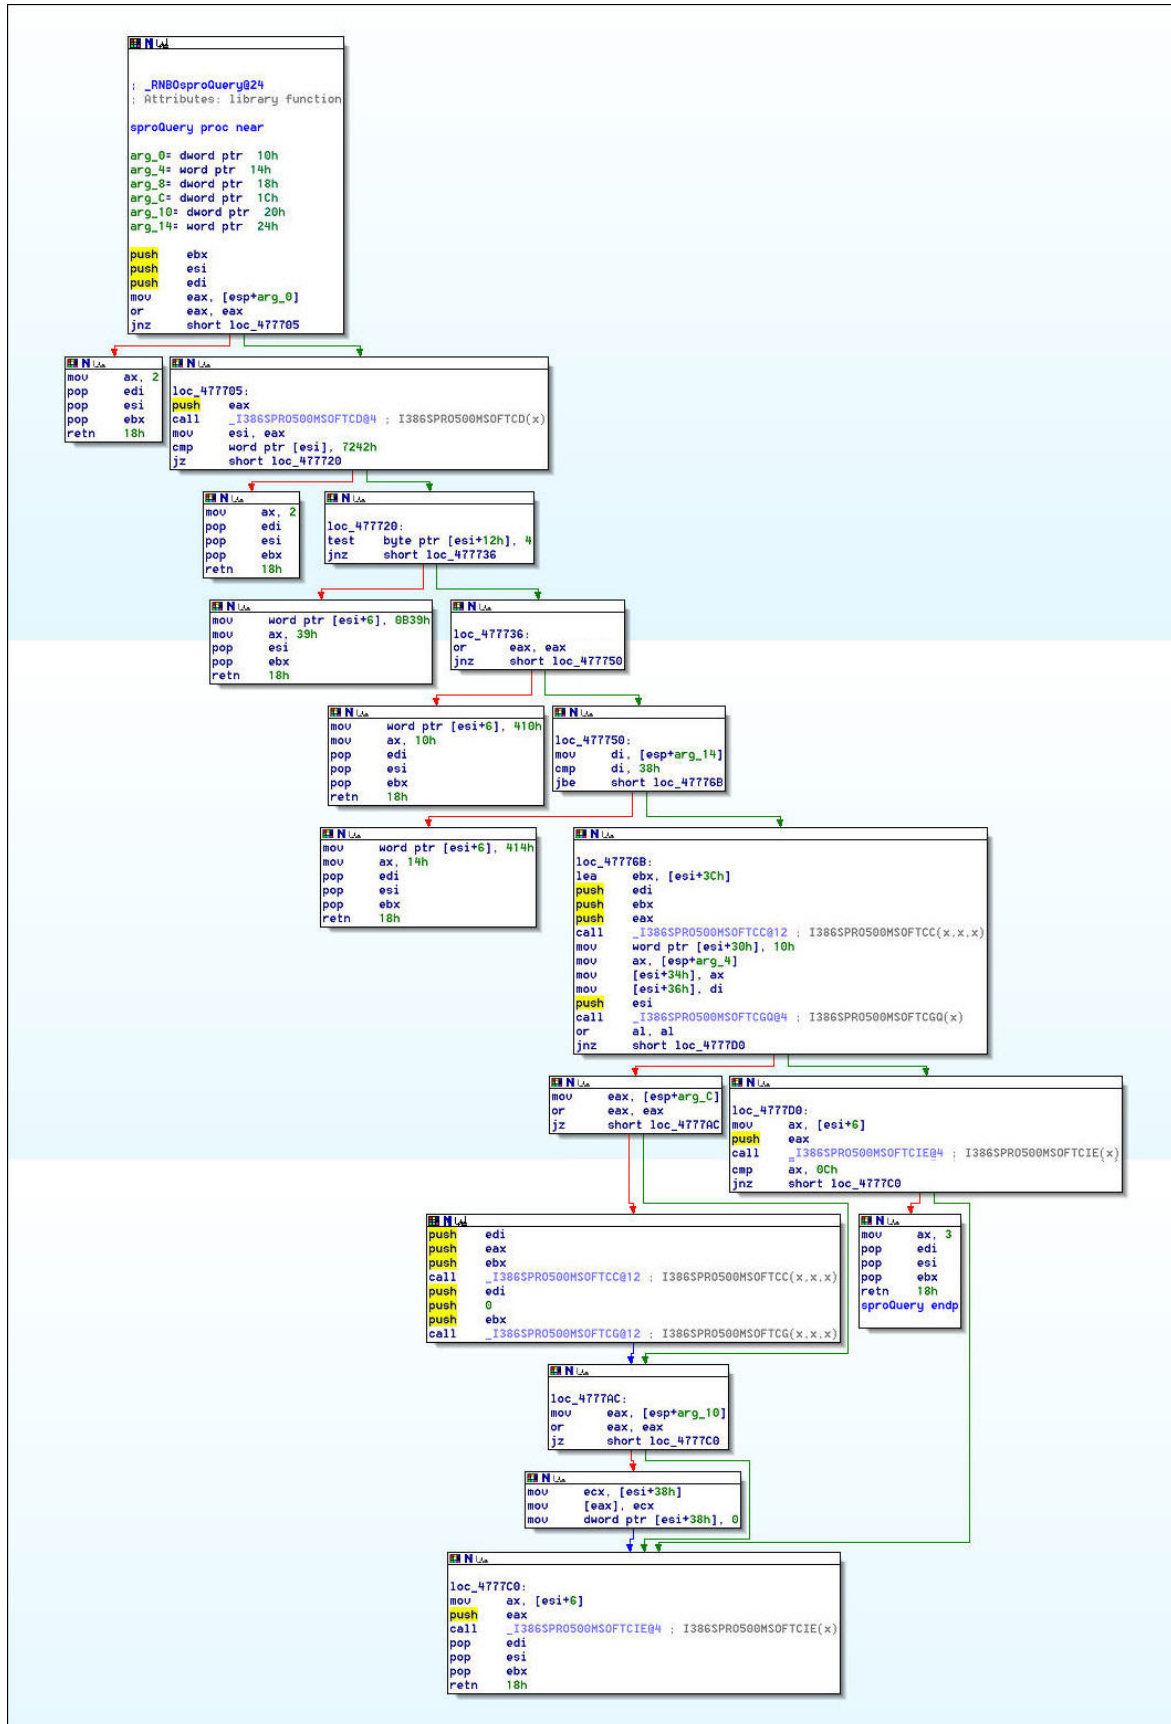 ; _RNBOsproQuery@24
; Attributes: library function
sproQuery proc near
arg_0= dword ptr  10h
arg_4= word ptr  14h
arg_8= dword ptr  18h
arg_C= dword ptr  1Ch
arg_10= dword ptr  20h
arg_14= word ptr  24h
push    ebx
push    esi
push    edi
mov     eax, [esp+arg_0]
or      eax, eax
jnz     short loc_477705
mov     ax, 2
pop     edi
pop     esi
pop     ebx
retn    18h
loc_477705:
push    eax
call    _I386SPRO500MSOFTCD@4 ; I386SPRO500MSOFTCD(x)
mov     esi, eax
cmp     word ptr [esi], 7242h
jz      short loc_477720
mov     ax, 2
pop     edi
pop     esi
pop     ebx
retn    18h
loc_477720:
test    byte ptr [esi+12h], 4
jnz     short loc_477736
mov     word ptr [esi+6], 0B39h
mov     ax, 39h
pop     esi
pop     ebx
retn    18h
loc_477736:
or      eax, eax
jnz     short loc_477750
mov     word ptr [esi+6], 410h
mov     ax, 10h
pop     edi
pop     esi
pop     ebx
retn    18h
loc_477750:
mov     di, [esp+arg_14]
cmp     di, 38h
jbe     short loc_47776B
mov     word ptr [esi+6], 414h
mov     ax, 14h
pop     edi
pop     esi
pop     ebx
retn    18h
loc_47776B:
lea     ebx, [esi+3Ch]
push    edi
push    ebx
push    eax
call    _I386SPRO500MSOFTCC@12 ; I386SPRO500MSOFTCC(x,x,x)
mov     word ptr [esi+30h], 10h
mov     ax, [esp+arg_4]
mov     [esi+34h], ax
mov     [esi+36h], di
push    esi
call    _I386SPRO500MSOFTCGQ@4 ; I386SPRO500MSOFTCGQ(x)
or      al, al
jnz     short loc_4777D0
mov     eax, [esp+arg_C]
or      eax, eax
jz      short loc_4777AC
loc_4777D0:
mov     ax, [esi+6]
push    eax
call    _I386SPRO500MSOFTCIE@4 ; I386SPRO500MSOFTCIE(x)
cmp     ax, 0Ch
jnz     short loc_4777C0
push    edi
push    eax
push    ebx
call    _I386SPRO500MSOFTCC@12 ; I386SPRO500MSOFTCC(x,x,x)
push    edi
push    0
push    ebx
call    _I386SPRO500MSOFTCG@12 ; I386SPRO500MSOFTCG(x,x,x)
mov     ax, 3
pop     edi
pop     esi
pop     ebx
retn    18h
sproQuery endp
loc_4777AC:
mov     eax, [esp+arg_10]
or      eax, eax
jz      short loc_4777C0
mov     ecx, [esi+38h]
mov     [eax], ecx
mov     dword ptr [esi+38h], 0
loc_4777C0:
mov     ax, [esi+6]
push    eax
call    _I386SPRO500MSOFTCIE@4 ; I386SPRO500MSOFTCIE(x)
pop     edi
pop     esi
pop     ebx
retn    18h